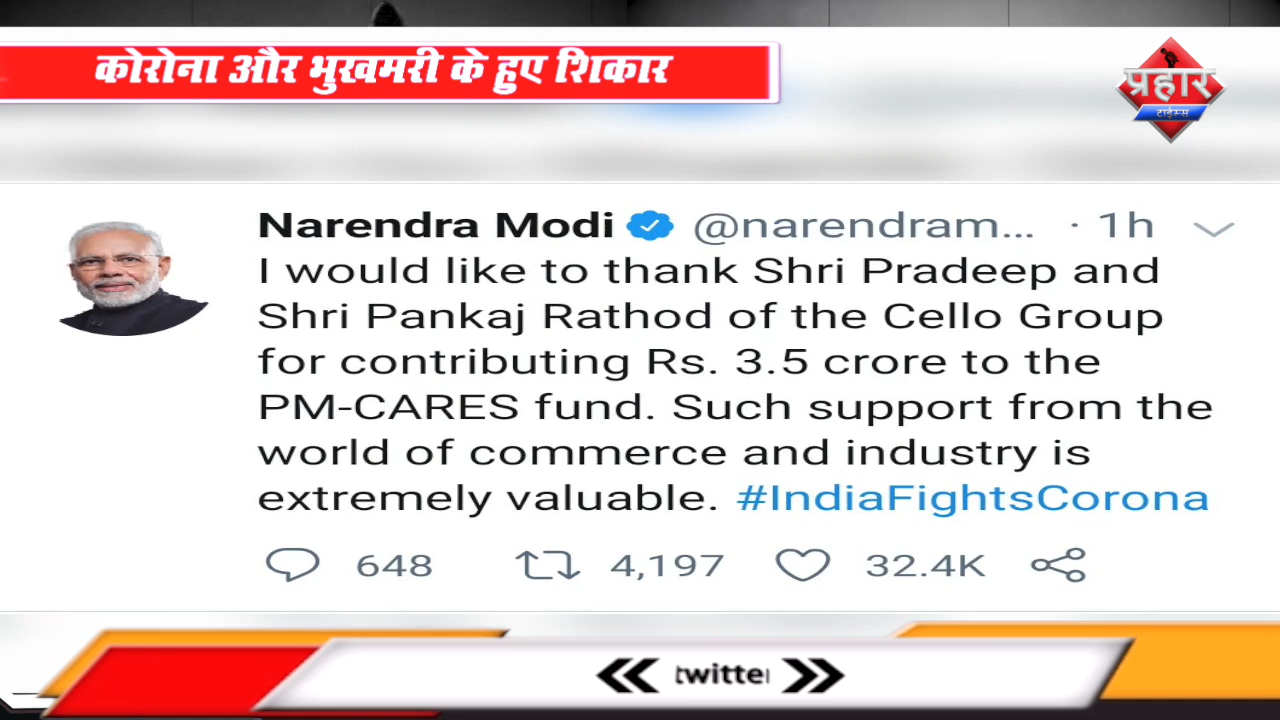 कोरोना और भुखमरी के हुए शिकार
प्रहार
टाईम्स
Narendra Modi @narendram... · 1h
I would like to thank Shri Pradeep and
Shri Pankaj Rathod of the Cello Group
for contributing Rs. 3.5 crore to the
PM-CARES fund. Such support from the
world of commerce and industry is
extremely valuable. #IndiaFightsCorona
648 4,197 32.4K
twitter